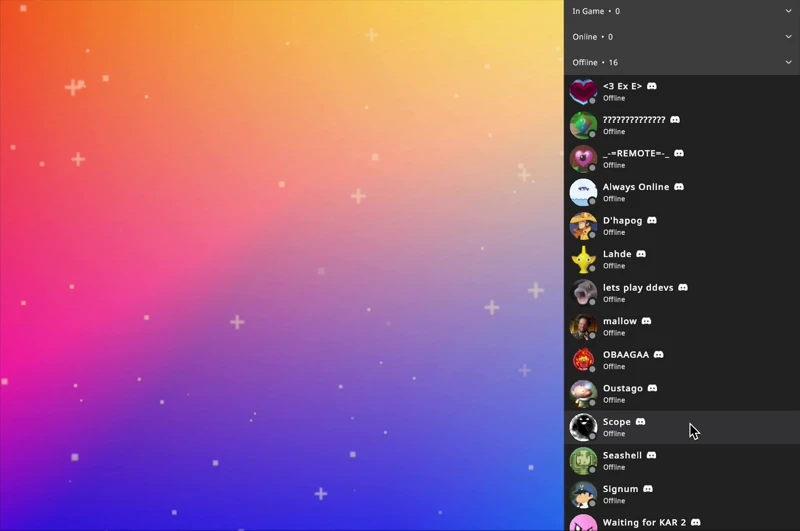 In Game • 0
Online • 0
Offline • 16
<3 Ex E>
Offline
??????????????
Offline
_-=REMOTE=-_
Offline
Always Online
Offline
D'hapog
Offline
Lahde
Offline
lets play ddevs
Offline
mallow
Offline
OBAAGAA
Offline
Oustago
Offline
Scope
Offline
Seashell
Offline
Signum
Offline
Waiting for KAR 2